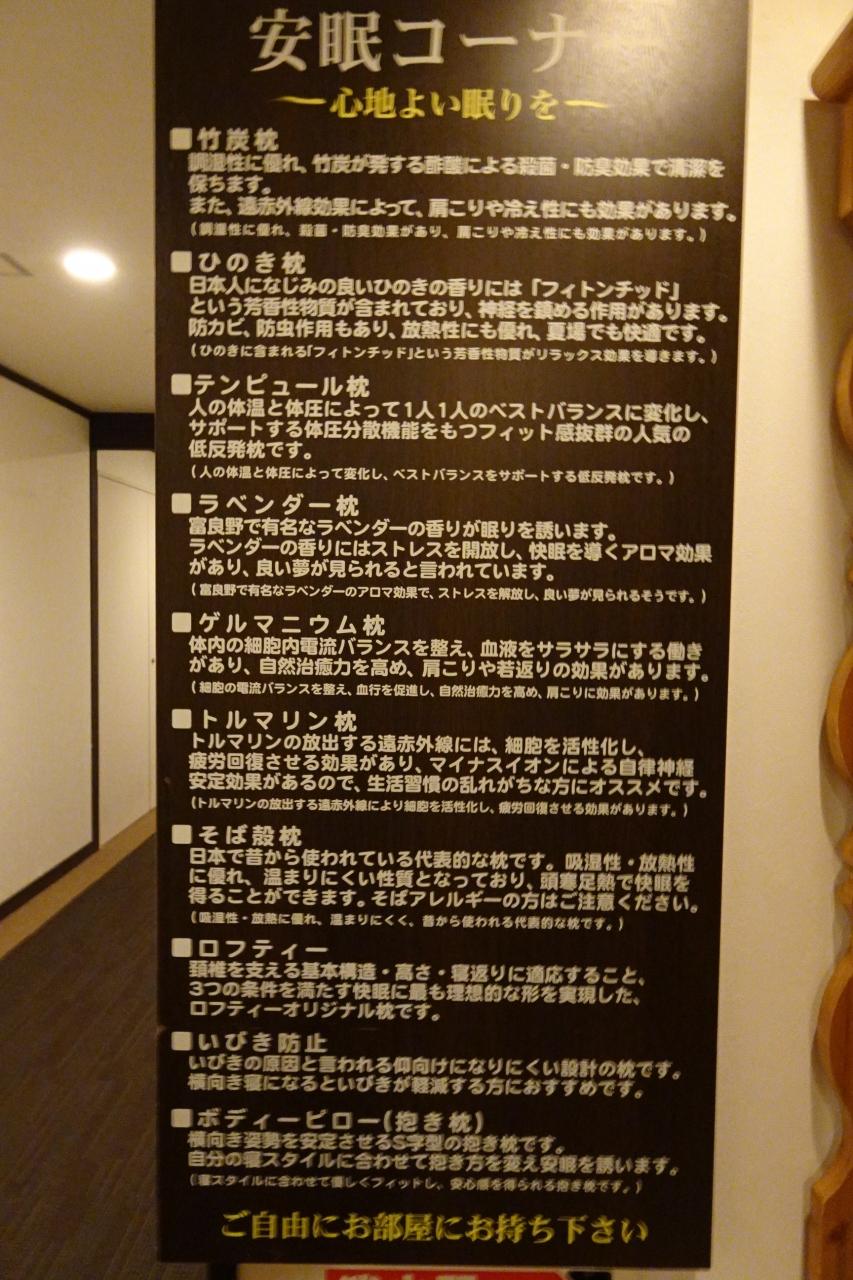 安眠コーナー
～心地よい眠りを～
■竹炭枕
調湿性に優れ、竹炭が発する酢酸による殺菌・防臭効果で清潔を
保ちます。
また、遠赤外線効果によって、肩こりや冷え性にも効果があります。
(調湿性に優れ、殺菌・防臭効果があり、肩こりや冷え性にも効果があります。)
■ひのき枕
日本人になじみの良いひのきの香りには「フィトンチッド」
という芳香性物質が含まれており、神経を鎮める作用があります。
防カビ、防虫作用もあり、放熱性にも優れ、夏場でも快適です。
(ひのきに含まれる「フィトンチッド」という芳香性物質がリラックス効果を導きます。)
■テンピュール枕
人の体温と体圧によって1人1人のベストバランスに変化し、
サポートする体圧分散機能をもつフィット感抜群の人気の
低反発枕です。
(人の体温と体圧によって変化し、ベストバランスをサポートする低反発枕です。)
■ラベンダー枕
富良野で有名なラベンダーの香りが眠りを誘います。
ラベンダーの香りにはストレスを開放し、快眠を導くアロマ効果
があり、良い夢が見られると言われています。
(富良野で有名なラベンダーのアロマ効果で、ストレスを解放し、良い夢が見られるそうです。)
■ゲルマニウム枕
体内の細胞内電流バランスを整え、血液をサラサラにする働き
があり、自然治癒力を高め、肩こりや若返りの効果があります。
(細胞の電流バランスを整え、血行を促進し、自然治癒力を高め、肩こりに効果があります。)
■トルマリン枕
トルマリンの放出する遠赤外線には、細胞を活性化し、
疲労回復させる効果があり、マイナスイオンによる自律神経
安定効果があるので、生活習慣の乱れがちな方にオススメです。
(トルマリンの放出する遠赤外線により細胞を活性化し、疲労回復させる効果があります。)
■そば殻枕
日本で昔から使われている代表的な枕です。吸湿性・放熱性
に優れ、温まりにくい性質となっており、頭寒足熱で快眠を
得ることができます。そばアレルギーの方はご注意ください。
(吸湿性・放熱に優れ、温まりにくく、昔から使われる代表的な枕です。)
■ロフティー
頚椎を支える基本構造・高さ・寝返りに適応すること、
3つの条件を満たす快眠に最も理想的な形を実現した、
ロフティーオリジナル枕です。
■いびき防止
いびきの原因と言われる仰向けになりにくい設計の枕です。
横向き寝になるといびきが軽減する方におすすめです。
■ボディーピロー(抱き枕)
横向き姿勢を安定させるS字型の抱き枕です。
自分の寝スタイルに合わせて抱き方を変え安眠を誘います。
(寝スタイルに合わせて優しくフィットし、安心感を得られる抱き枕です。)
ご自由にお部屋にお持ち下さい